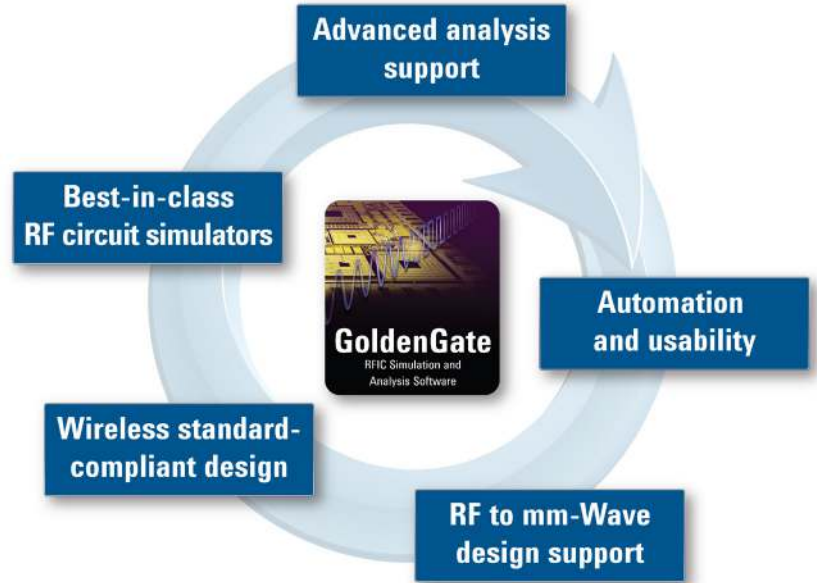 Advanced analysis
support
Best-in-class
RF circuit simulators
GoldenGate
RFIC Simulation and
Analysis Software
Automation
and usability
Wireless standard-
compliant design
RF to mm-Wave
design support